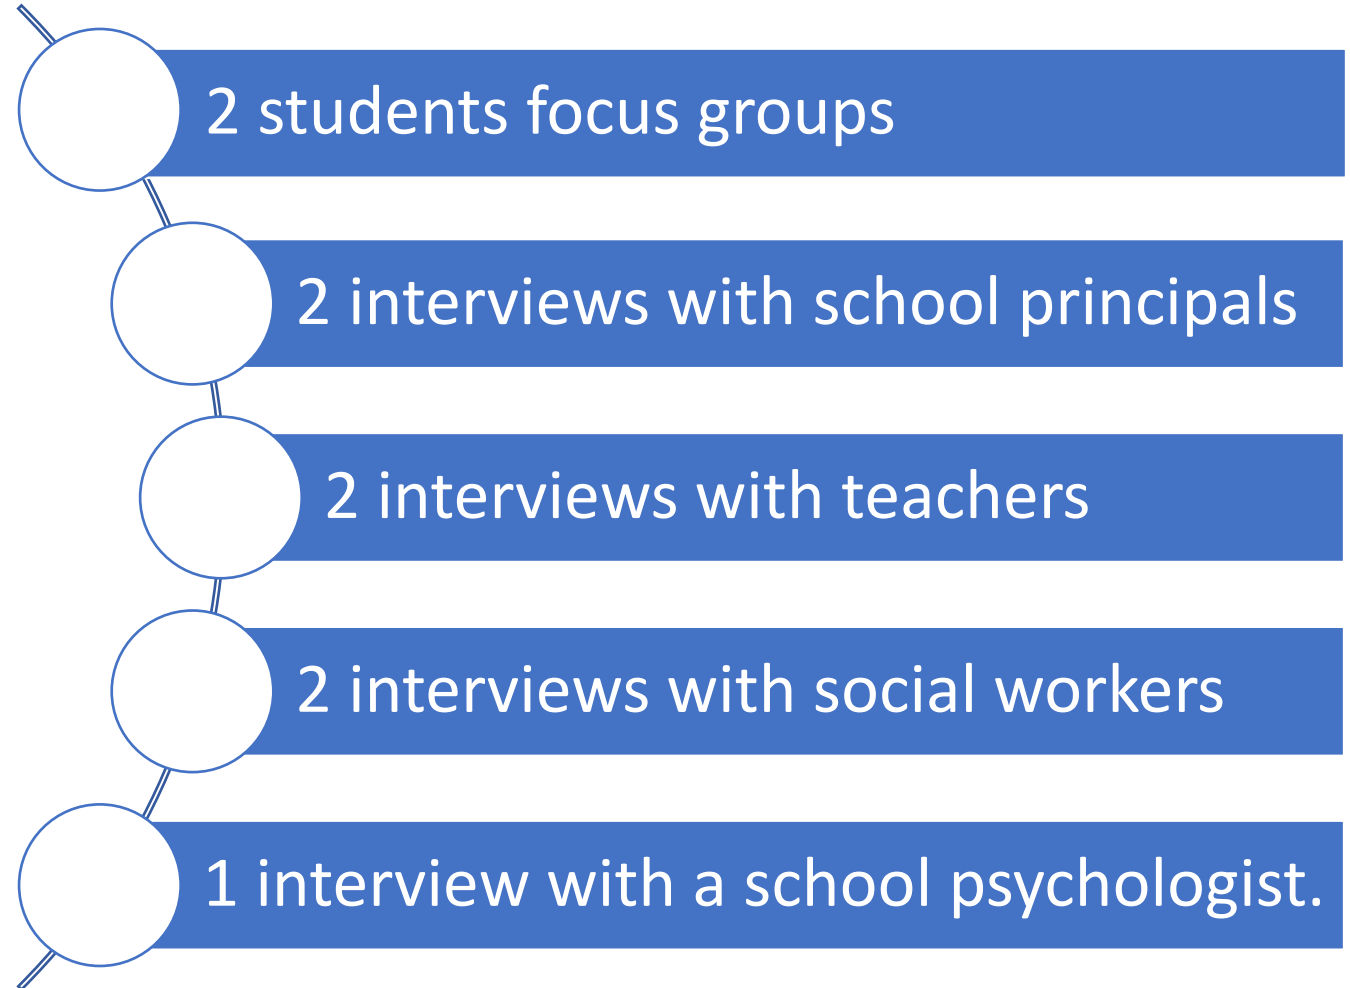 2 students focus groups
2 interviews with school principals
2 interviews with teachers
2 interviews with social workers
1 interview with a school psychologist.